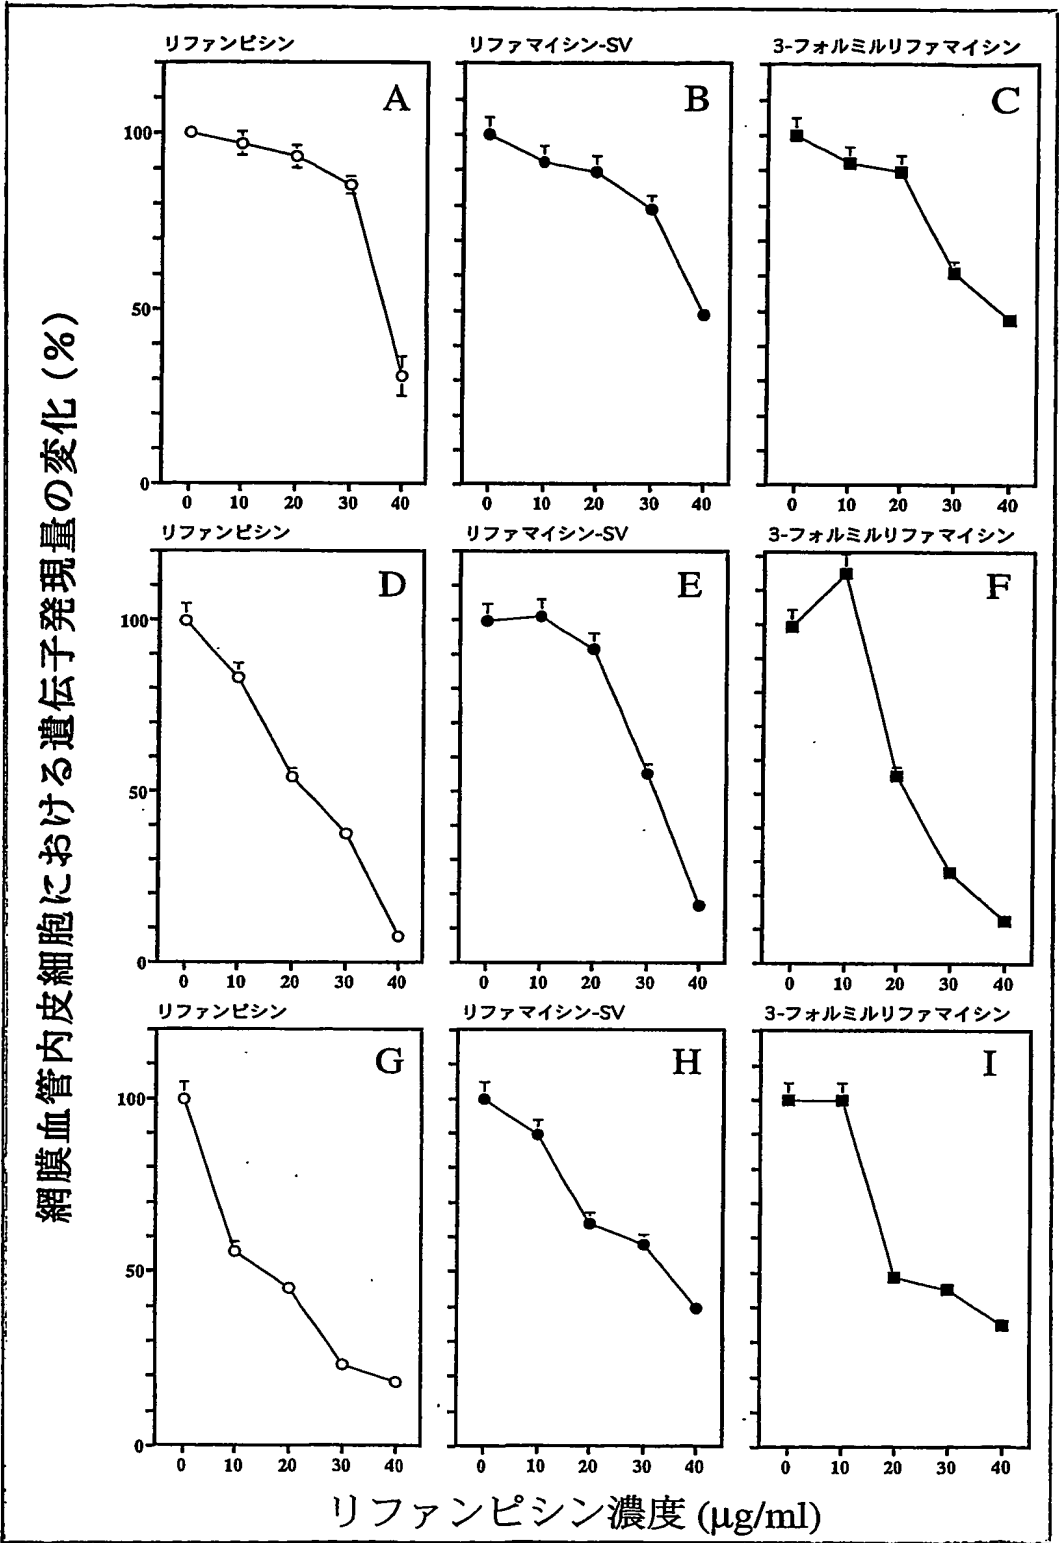 網膜血管内皮細胞における遺伝子発現量の変化 (%)
リファンピシン
リファマイシン-SV
3-フォルミルリファマイシン
A
B
C
100
50
0
0 10 20 30 40
0 10 20 30 40
0 10 20 30 40
リファンピシン
リファマイシン-SV
3-フォルミルリファマイシン
D
E
F
100
50
0
0 10 20 30 40
0 10 20 30 40
0 10 20 30 40
リファンピシン
リファマイシン-SV
3-フォルミルリファマイシン
G
H
I
100
50
0
0 10 20 30 40
0 10 20 30 40
0 10 20 30 40
リファンピシン濃度 (μg/ml)